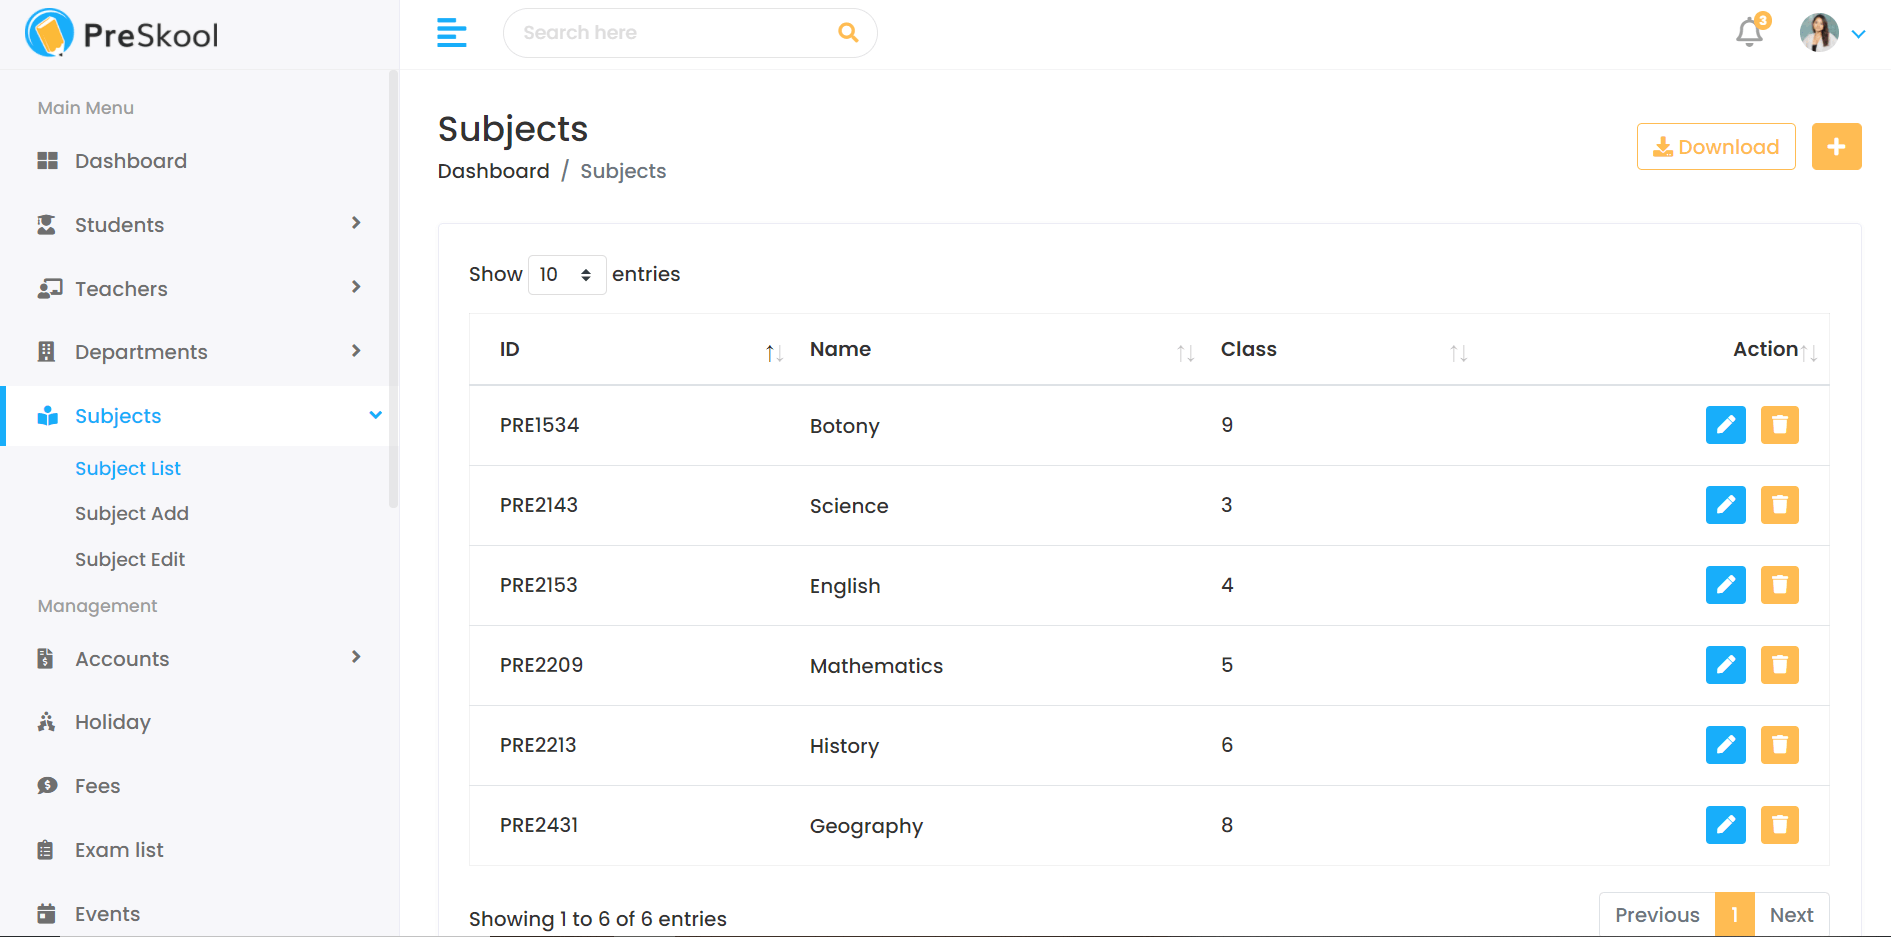 PreSkool
Search here
3
Main Menu
Dashboard
Students
Teachers
Departments
Subjects
Subject List
Subject Add
Subject Edit
Management
Accounts
Holiday
Fees
Exam list
Events
Subjects
Dashboard / Subjects
Download
Show 10 entries
ID Name Class Action
PRE1534 Botony 9
PRE2143 Science 3
PRE2153 English 4
PRE2209 Mathematics 5
PRE2213 History 6
PRE2431 Geography 8
Showing 1 to 6 of 6 entries
Previous 1 Next